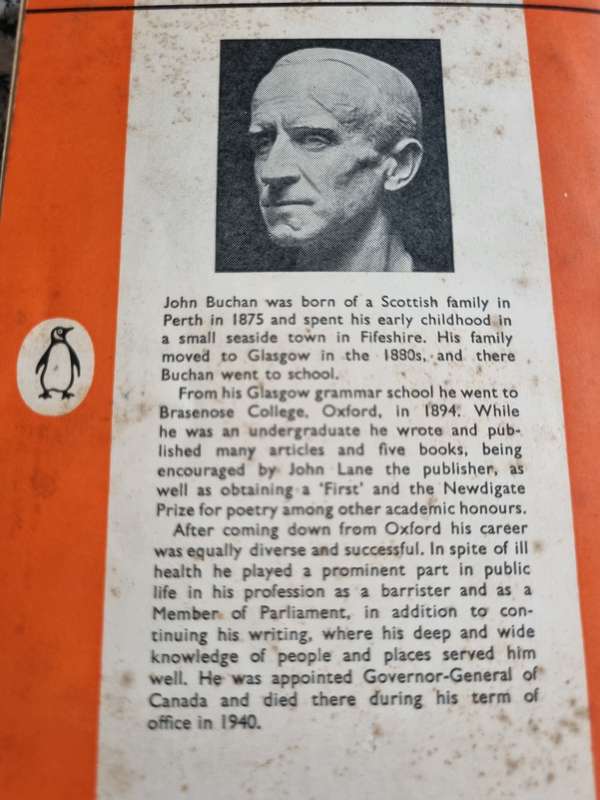 John Buchan was born of a Scottish family in
Perth in 1875 and spent his early childhood in
a small seaside town in Fifeshire. His family
moved to Glasgow in the 1880s, and there
Buchan went to school.
From his Glasgow grammar school he went to
Brasenose College, Oxford, in 1894. While
he was an undergraduate he wrote and pub-
lished many articles and five books, being
encouraged by John Lane the publisher, as
well as obtaining a 'First' and the Newdigate
Prize for poetry among other academic honours.
After coming down from Oxford his career
was equally diverse and successful. In spite of ill
health he played a prominent part in public
life in his profession as a barrister and as a
Member of Parliament, in addition to con-
tinuing his writing, where his deep and wide
knowledge of people and places served him
well. He was appointed Governor-General of
Canada and died there during his term of
office in 1940.